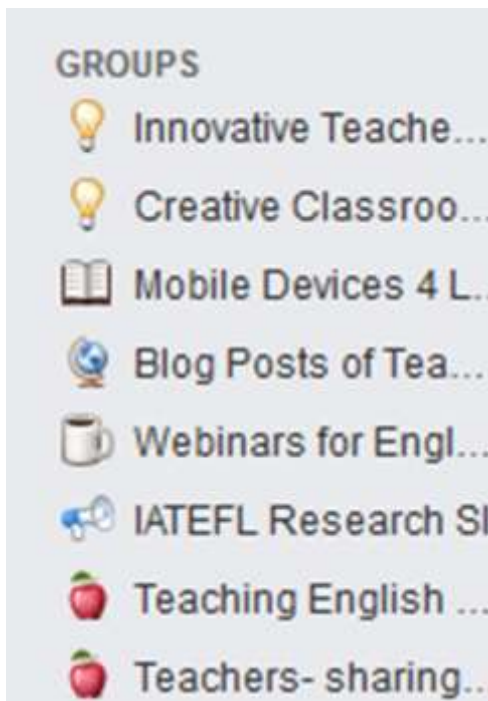 GROUPS
Innovative Teache...
Creative Classroo...
Mobile Devices 4 L...
Blog Posts of Tea...
Webinars for Engl...
IATEFL Research SI
Teaching English ...
Teachers- sharing...